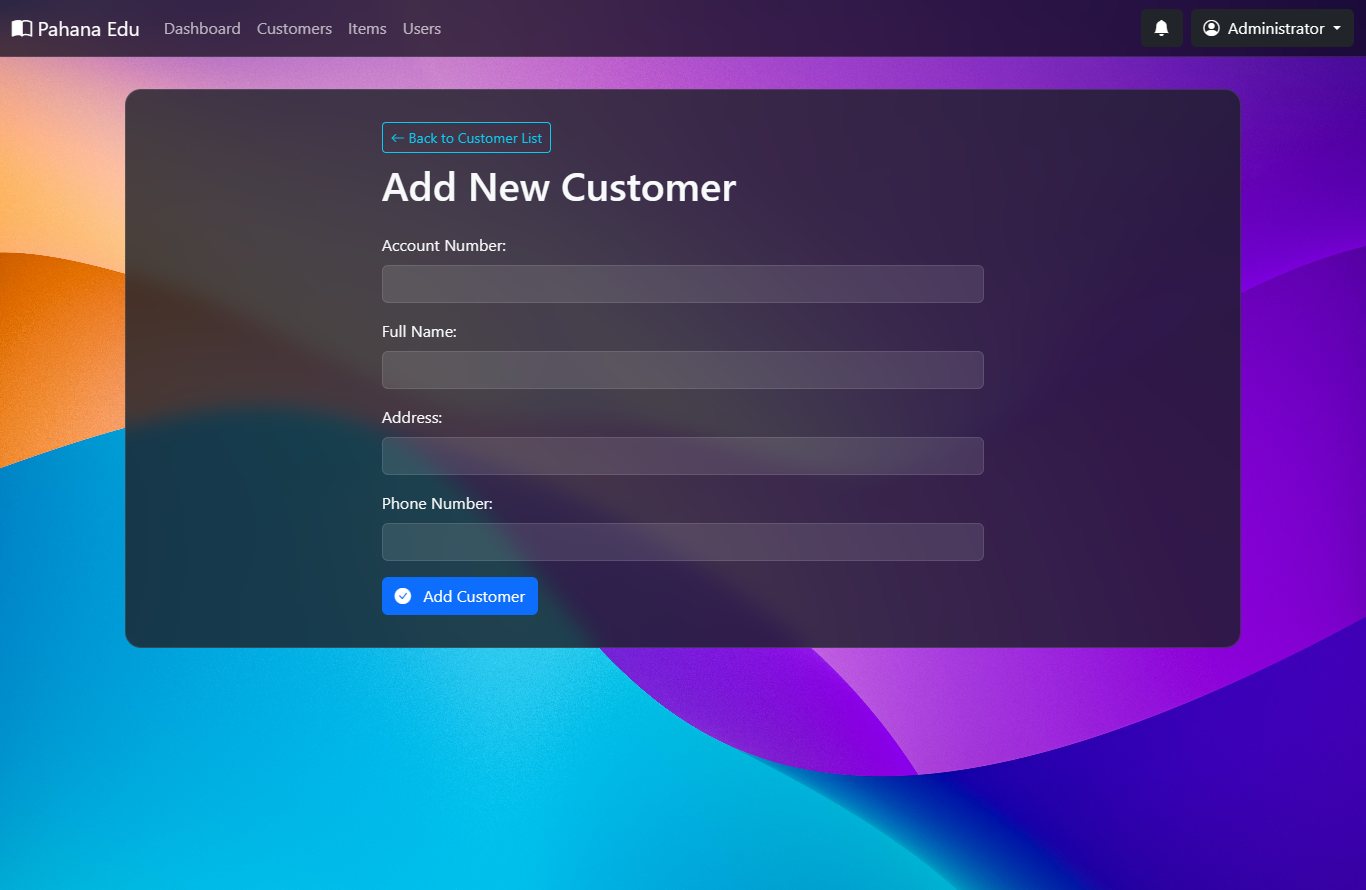 Pahana Edu Dashboard Customers Items Users Administrator
Back to Customer List
Add New Customer
Account Number:
Full Name:
Address:
Phone Number:
Add Customer